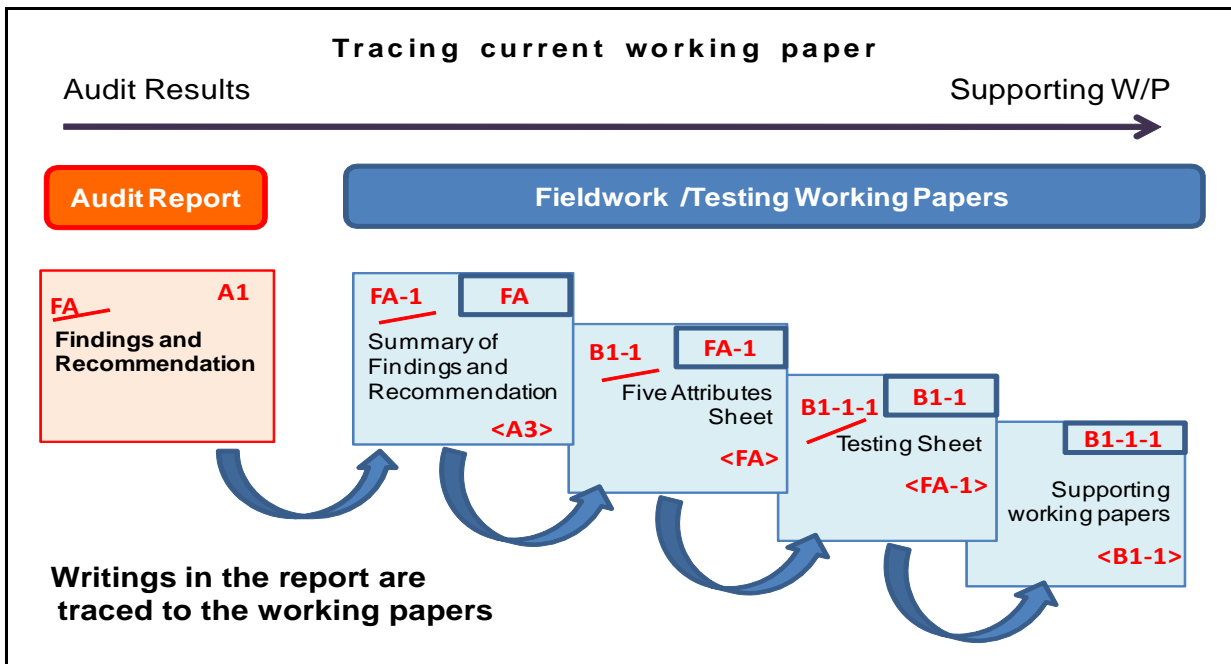 Tracing current working paper
Audit Results
Supporting W/P
Audit Report
Fieldwork /Testing Working Papers
FA
A1
Findings and
Recommendation
FA-1
FA
Summary of
Findings and
Recommendation
<A3>
B1-1
FA-1
Five Attributes
Sheet
<FA>
B1-1-1
B1-1
Testing Sheet
<FA-1>
B1-1-1
Supporting
working papers
<B1-1>
Writings in the report are
traced to the working papers